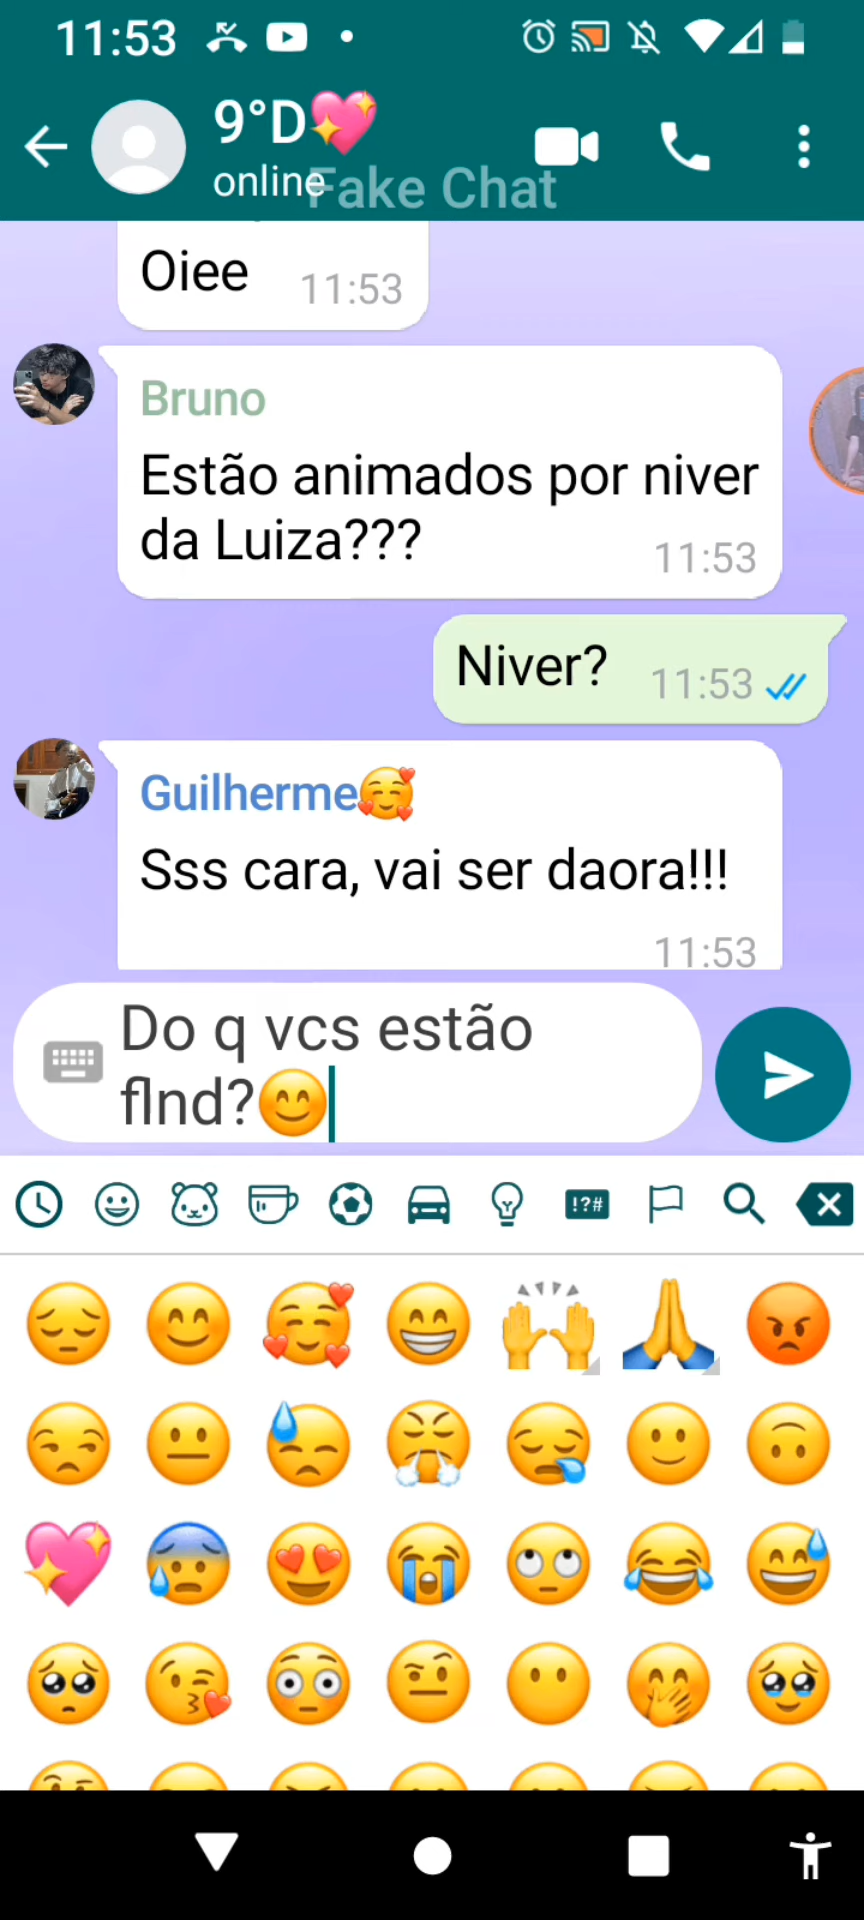 11:53
9°D💖
online
Fake Chat
Oiee 11:53
Bruno
Estão animados por niver
da Luiza???
11:53
Niver? 11:53
Guilherme🥰
Sss cara, vai ser daora!!!
11:53
Do q vcs estão
flnd?😊
!?#